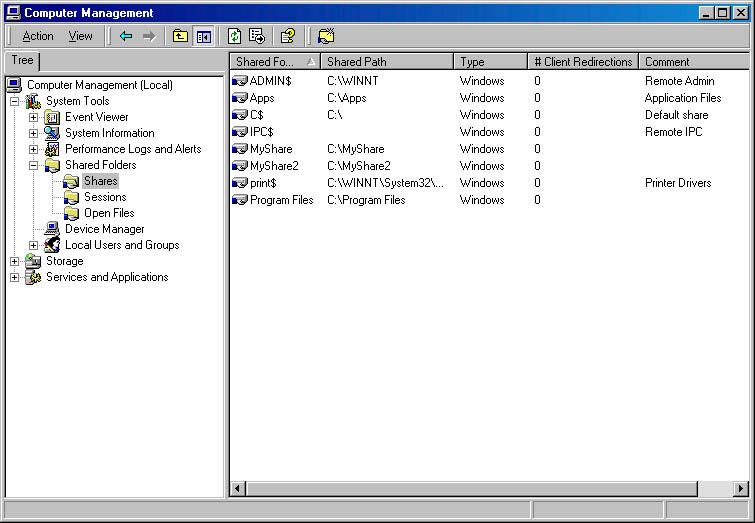 Computer Management
Action View
Tree
Computer Management (Local)
System Tools
Event Viewer
System Information
Performance Logs and Alerts
Shared Folders
Shares
Sessions
Open Files
Device Manager
Local Users and Groups
Storage
Services and Applications
Shared Fo... Shared Path Type # Client Redirections Comment
ADMIN$ C:\WINNT Windows 0 Remote Admin
Apps C:\Apps Windows 0 Application Files
C$ C:\ Windows 0 Default share
IPC$ Windows 0 Remote IPC
MyShare C:\MyShare Windows 0
MyShare2 C:\MyShare2 Windows 0
print$ C:\WINNT\System32\... Windows 0 Printer Drivers
Program Files C:\Program Files Windows 0